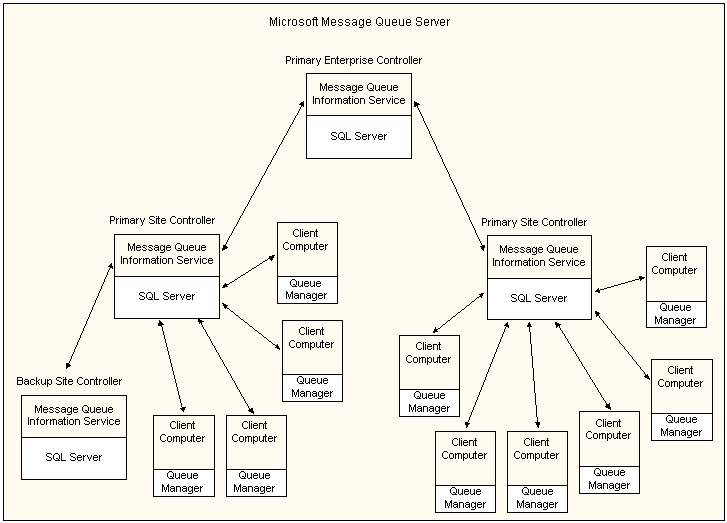 Microsoft Message Queue Server
Primary Enterprise Controller
Message Queue
Information Service
SQL Server
Primary Site Controller
Message Queue
Information Service
SQL Server
Client
Computer
Queue
Manager
Client
Computer
Queue
Manager
Backup Site Controller
Message Queue
Information Service
SQL Server
Client
Computer
Queue
Manager
Client
Computer
Queue
Manager
Primary Site Controller
Message Queue
Information Service
SQL Server
Client
Computer
Queue
Manager
Client
Computer
Queue
Manager
Client
Computer
Queue
Manager
Client
Computer
Queue
Manager
Client
Computer
Queue
Manager
Client
Computer
Queue
Manager